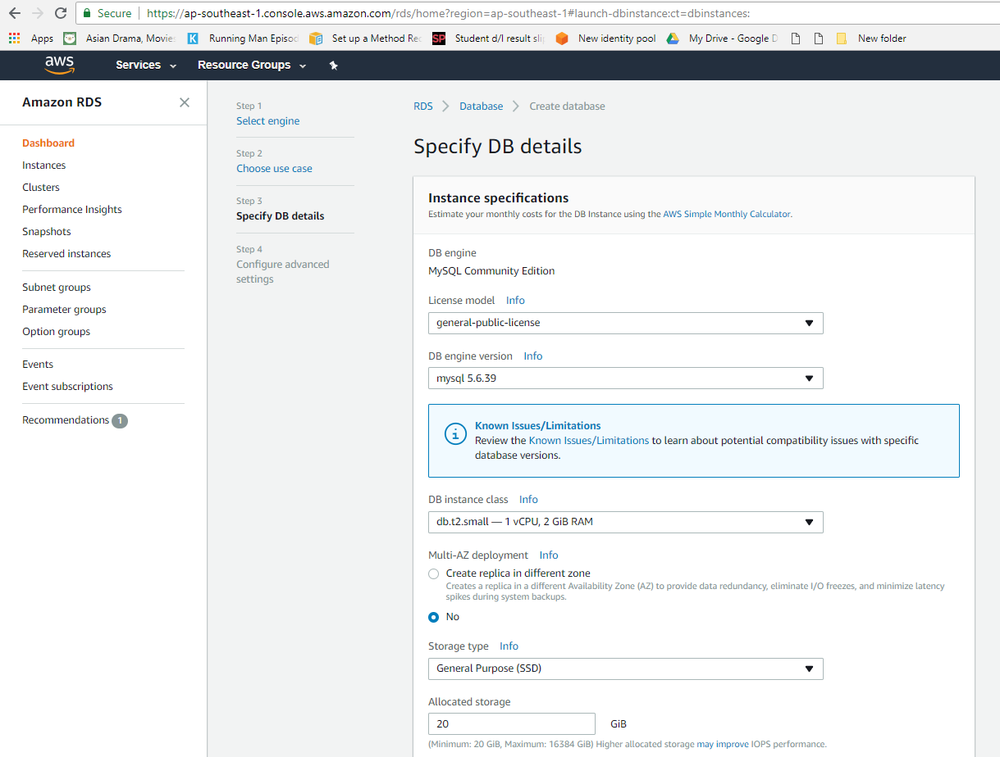 Secure https://ap-southeast-1.console.aws.amazon.com/rds/home?region=ap-southeast-1#launch-dbinstance:ct=dbinstances:
Apps Asian Drama, Movies Running Man Episod Set up a Method Re SP Student d/l result slip New identity pool My Drive - Google D New folder
aws Services Resource Groups
Amazon RDS
Dashboard
Instances
Clusters
Performance Insights
Snapshots
Reserved instances
Subnet groups
Parameter groups
Option groups
Events
Event subscriptions
Recommendations 1
Step 1
Select engine
Step 2
Choose use case
Step 3
Specify DB details
Step 4
Configure advanced
settings
RDS Database Create database
Specify DB details
Instance specifications
Estimate your monthly costs for the DB Instance using the AWS Simple Monthly Calculator.
DB engine
MySQL Community Edition
License model Info
general-public-license
DB engine version Info
mysql 5.6.39
Known Issues/Limitations
Review the Known Issues/Limitations to learn about potential compatibility issues with specific
database versions.
DB instance class Info
db.t2.small — 1 vCPU, 2 GiB RAM
Multi-AZ deployment Info
Create replica in different zone
Creates a replica in a different Availability Zone (AZ) to provide data redundancy, eliminate I/O freezes, and minimize latency
spikes during system backups.
No
Storage type Info
General Purpose (SSD)
Allocated storage
20 GiB
(Minimum: 20 GiB, Maximum: 16384 GiB) Higher allocated storage may improve IOPS performance.